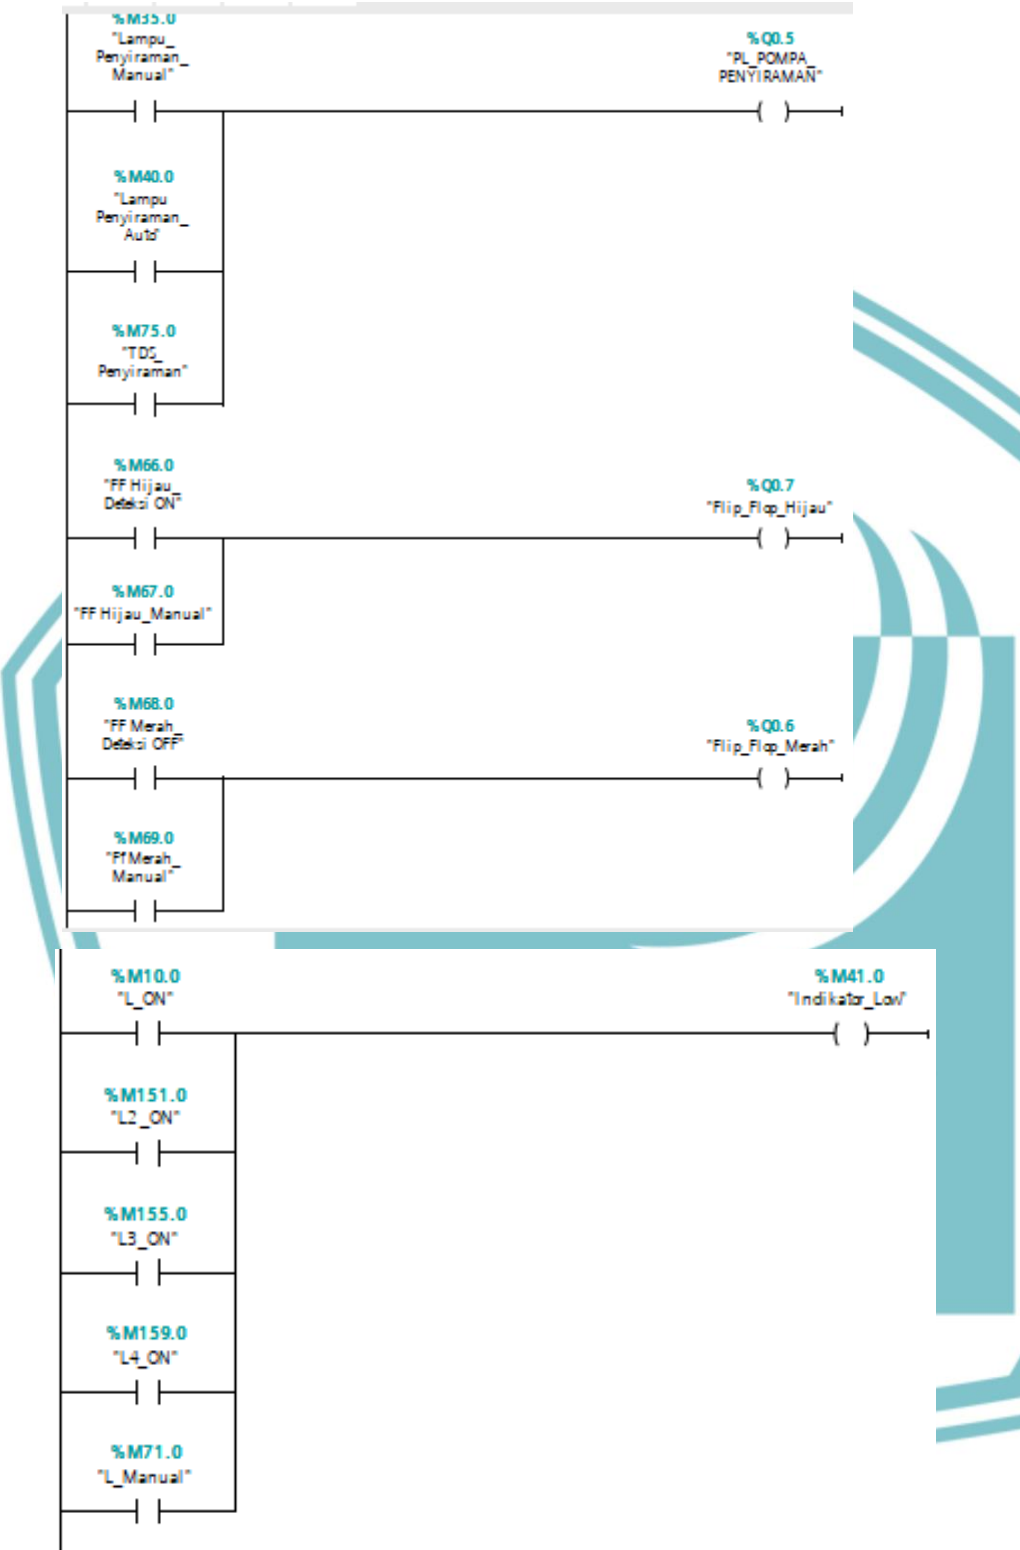 %M35.0
"Lampu_
Penyiraman_
Manual"
%Q0.5
"PL_POMPA_
PENYIRAMAN"
%M40.0
"Lampu
Penyiraman_
Auto"
%M75.0
"TDS_
Penyiraman"
%M66.0
"FF Hijau_
Deteksi ON"
%Q0.7
"Flip_Flop_Hijau"
%M67.0
"FF Hijau_Manual"
%M68.0
"FF Merah_
Deteksi OFF"
%Q0.6
"Flip_Flop_Merah"
%M69.0
"Ff Merah_
Manual"
%M10.0
"L_ON"
%M41.0
"Indikator_Low"
%M151.0
"L2_ON"
%M155.0
"L3_ON"
%M159.0
"L4_ON"
%M71.0
"L_Manual"